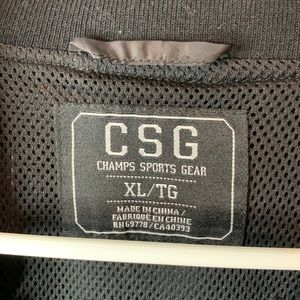 CSG
CHAMPS SPORTS GEAR
XL/TG
MADE IN CHINA/
FABRIQUÉ EN CHINE
RN69778/CA40393